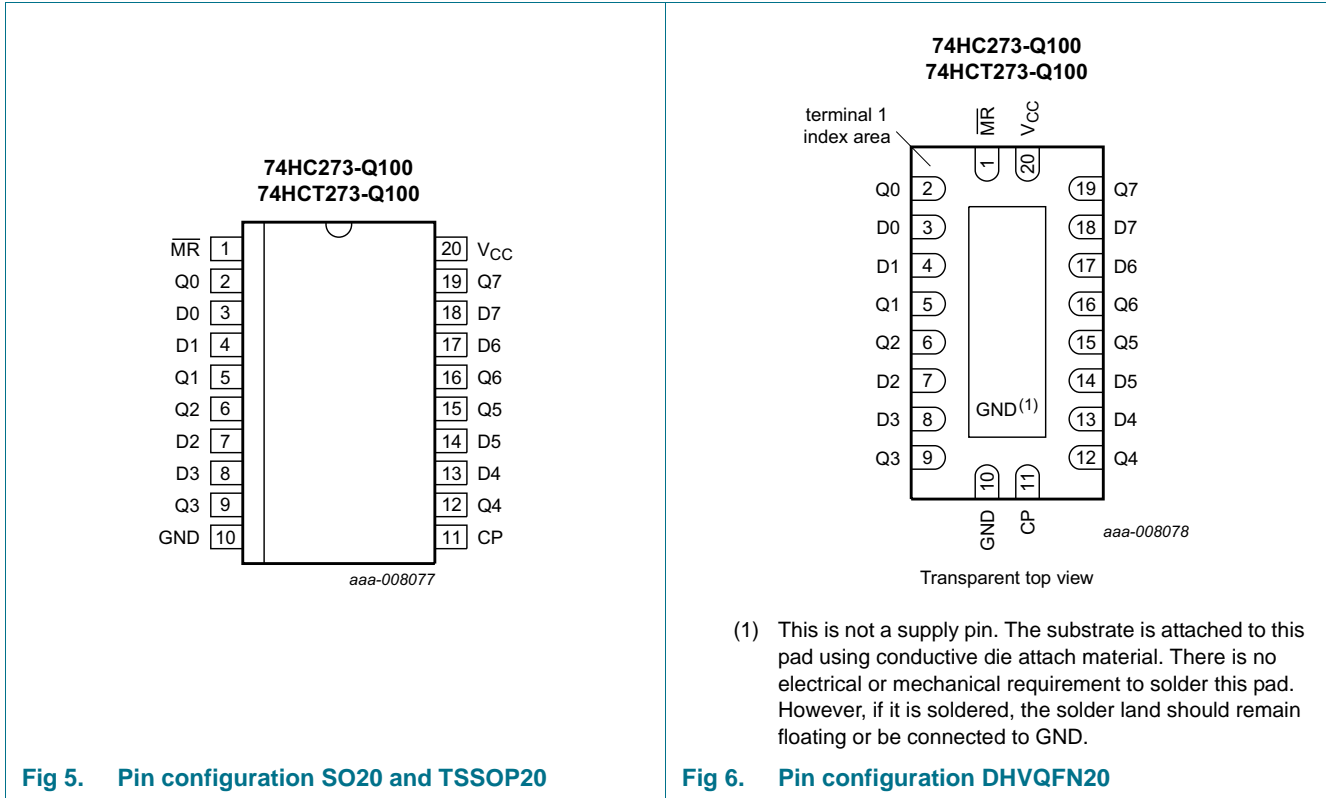 74HC273-Q100
74HCT273-Q100
MR 1
Q0 2
D0 3
D1 4
Q1 5
Q2 6
D2 7
D3 8
Q3 9
GND 10
20 VCC
19 Q7
18 D7
17 D6
16 Q6
15 Q5
14 D5
13 D4
12 Q4
11 CP
aaa-008077
Fig 5. Pin configuration SO20 and TSSOP20
74HC273-Q100
74HCT273-Q100
terminal 1
index area
MR
VCC
1
20
Q0 2
D0 3
D1 4
Q1 5
Q2 6
D2 7
D3 8
Q3 9
19 Q7
18 D7
17 D6
16 Q6
15 Q5
14 D5
13 D4
12 Q4
GND(1)
10
11
GND
CP
aaa-008078
Transparent top view
(1) This is not a supply pin. The substrate is attached to this
pad using conductive die attach material. There is no
electrical or mechanical requirement to solder this pad.
However, if it is soldered, the solder land should remain
floating or be connected to GND.
Fig 6. Pin configuration DHVQFN20